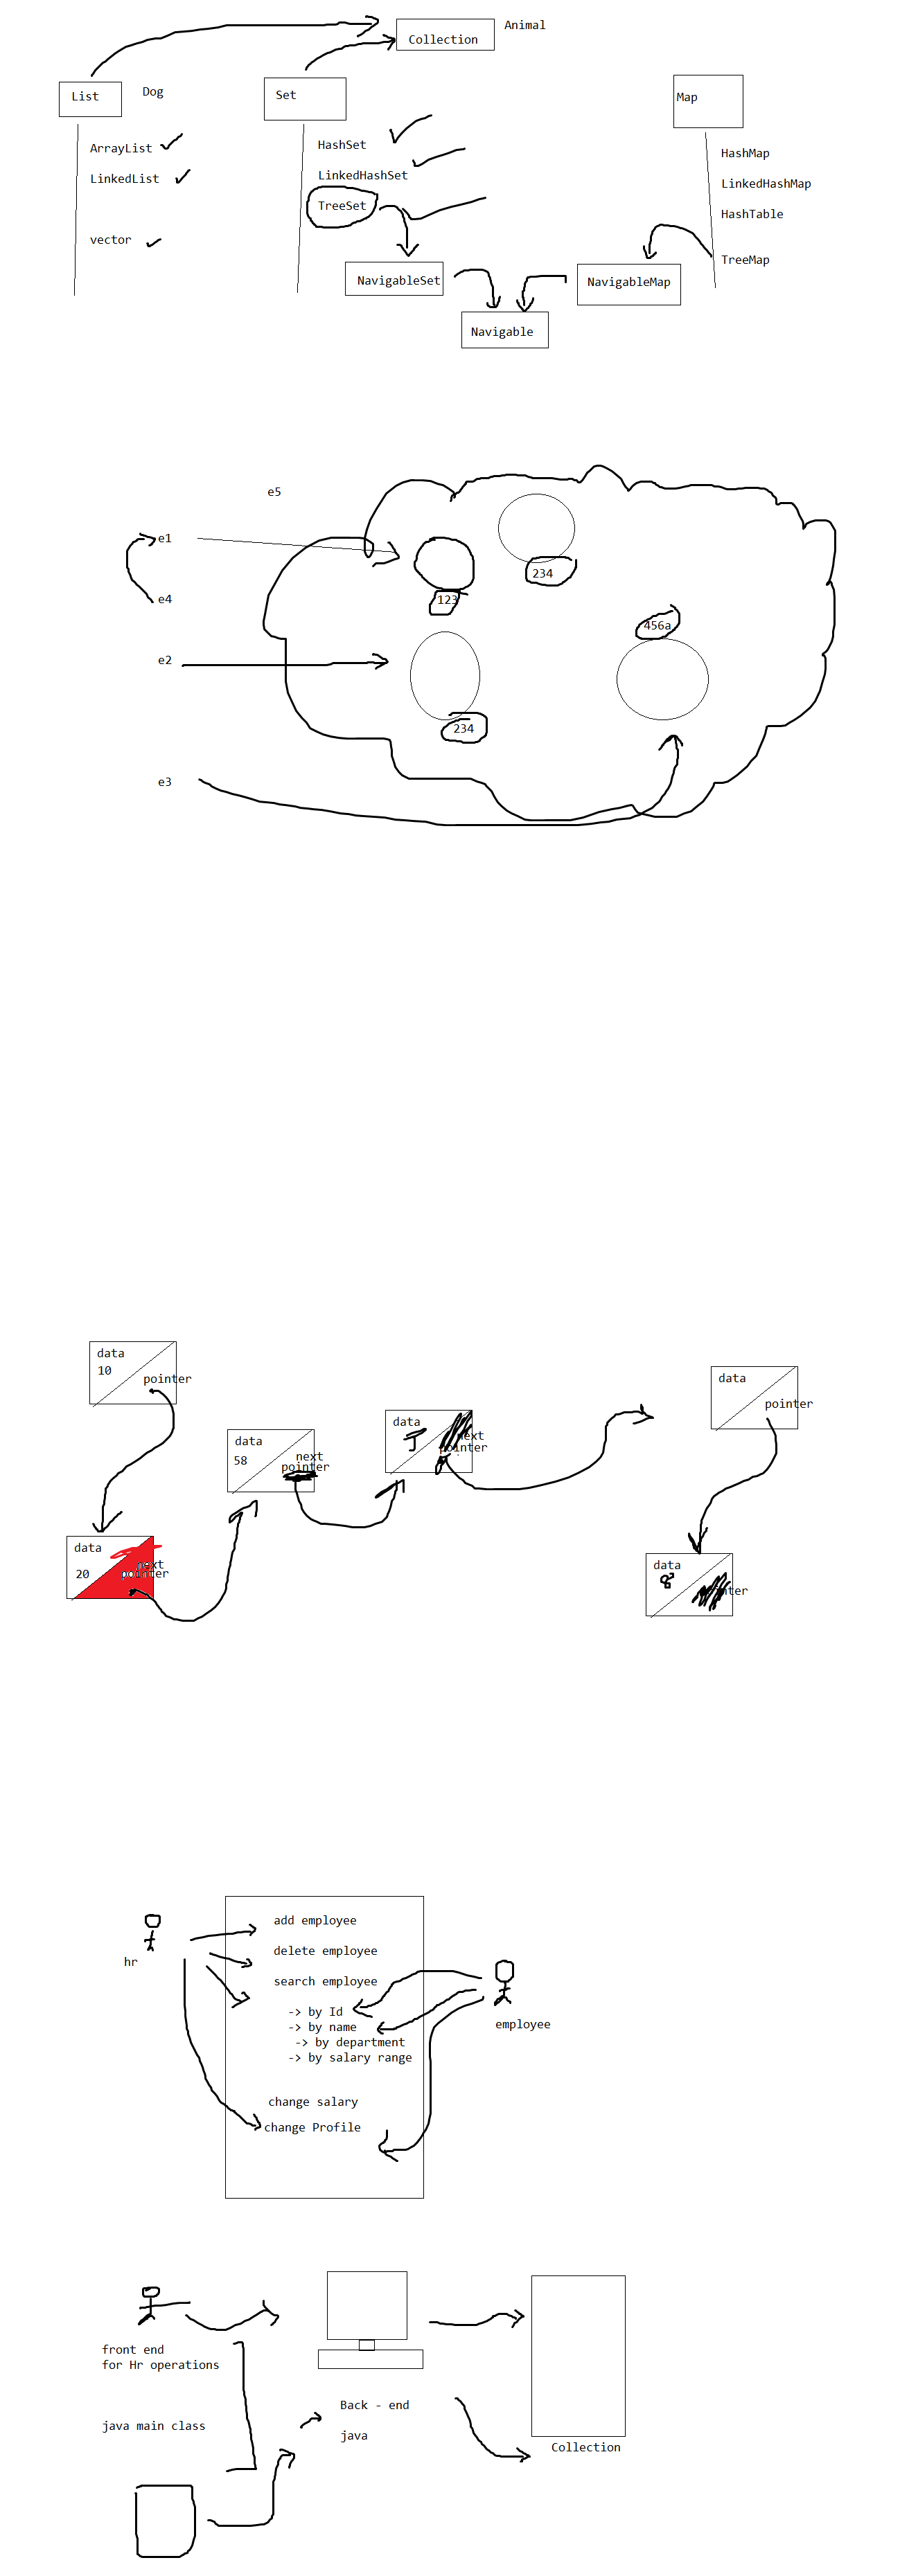 Animal
Collection
List
Dog
Set
Map
ArrayList
HashSet
HashMap
LinkedList
LinkedHashSet
LinkedHashMap
TreeSet
HashTable
vector
TreeMap
NavigableSet
NavigableMap
Navigable
e5
e1
234
e4
123
456a
e2
234
e3
data
10
pointer
data
58
next
pointer
data
J
next
pointer
data
pointer
data
20
next
pointer
data
8
nter
add employee
delete employee
hr
search employee
-> by Id
-> by name
employee
-> by department
-> by salary range
change salary
change Profile
front end
for Hr operations
Back - end
java main class
java
Collection